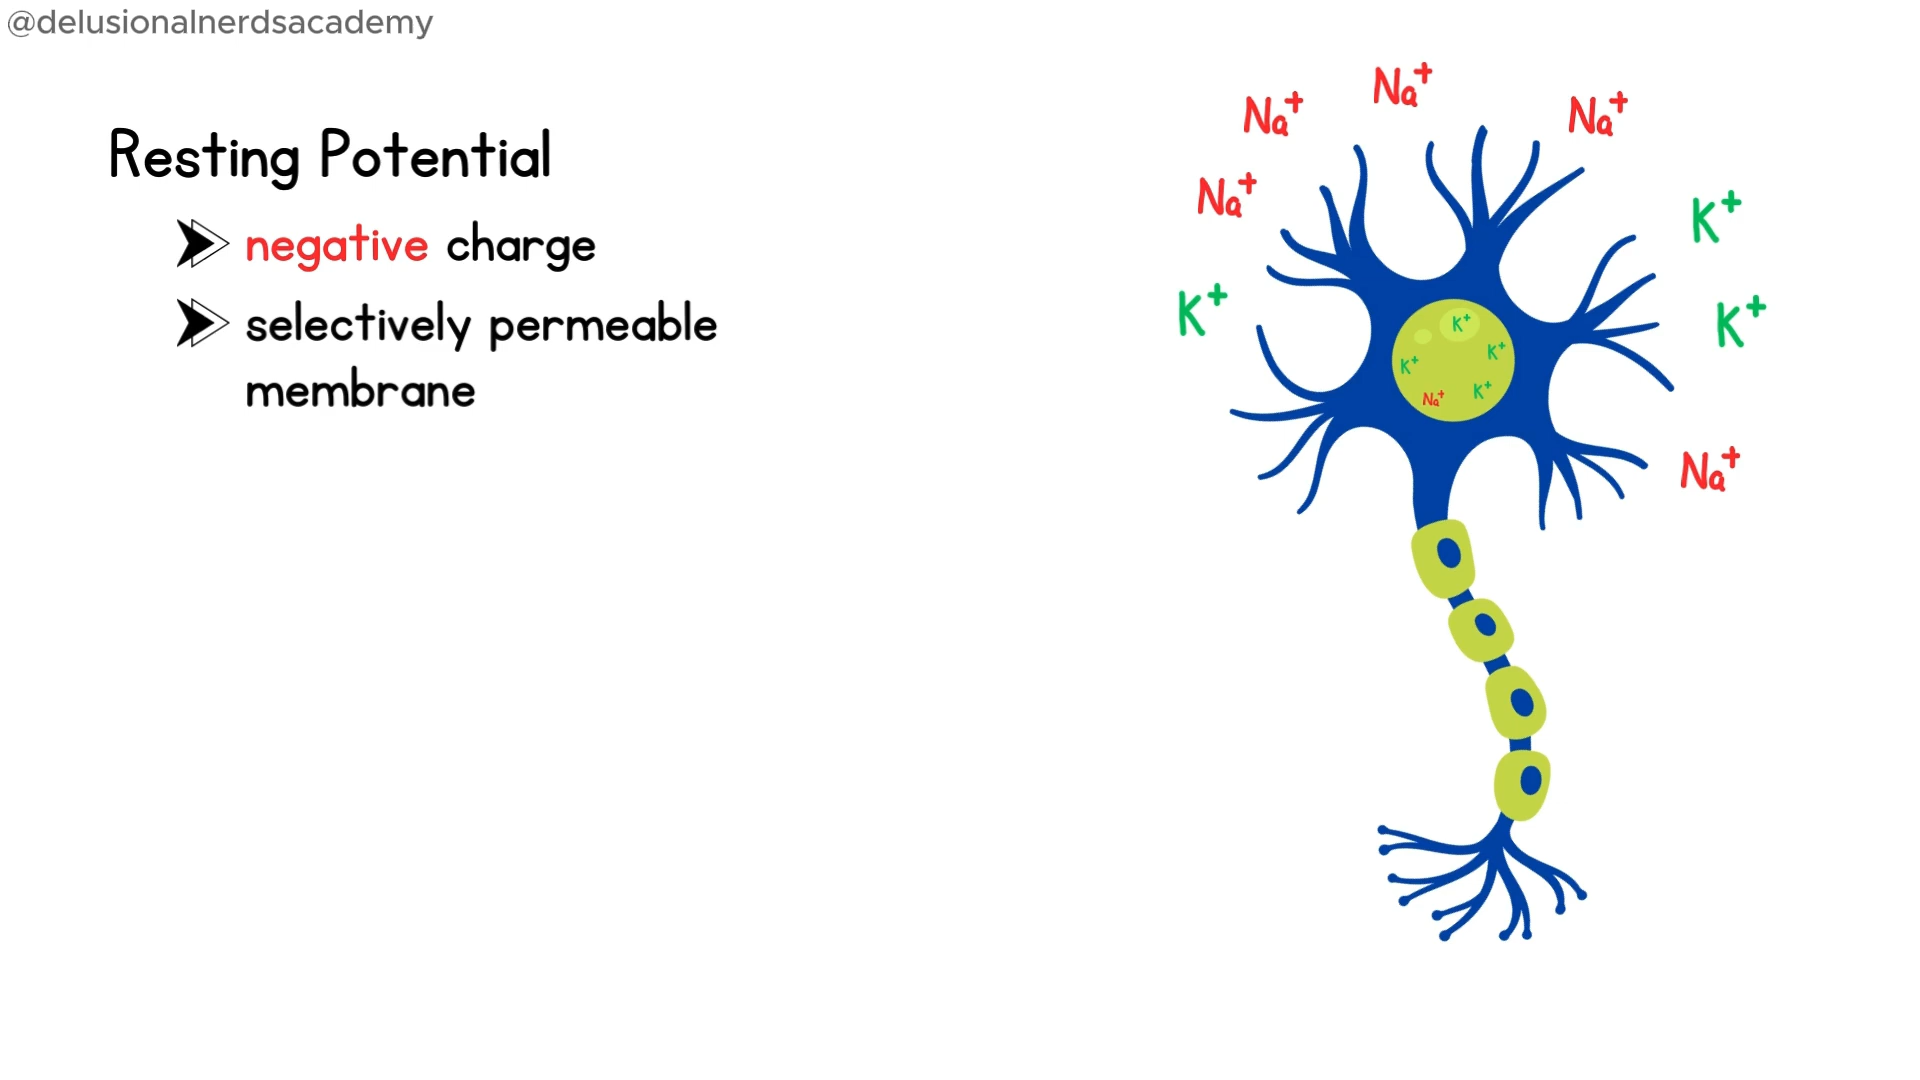 @delusionalnerdsacademy
Resting Potential
negative charge
selectively permeable
membrane
Na+
Na+
Na+
Na+
K+
K+
K+
K+
K+
K+
Na+
K+
Na+